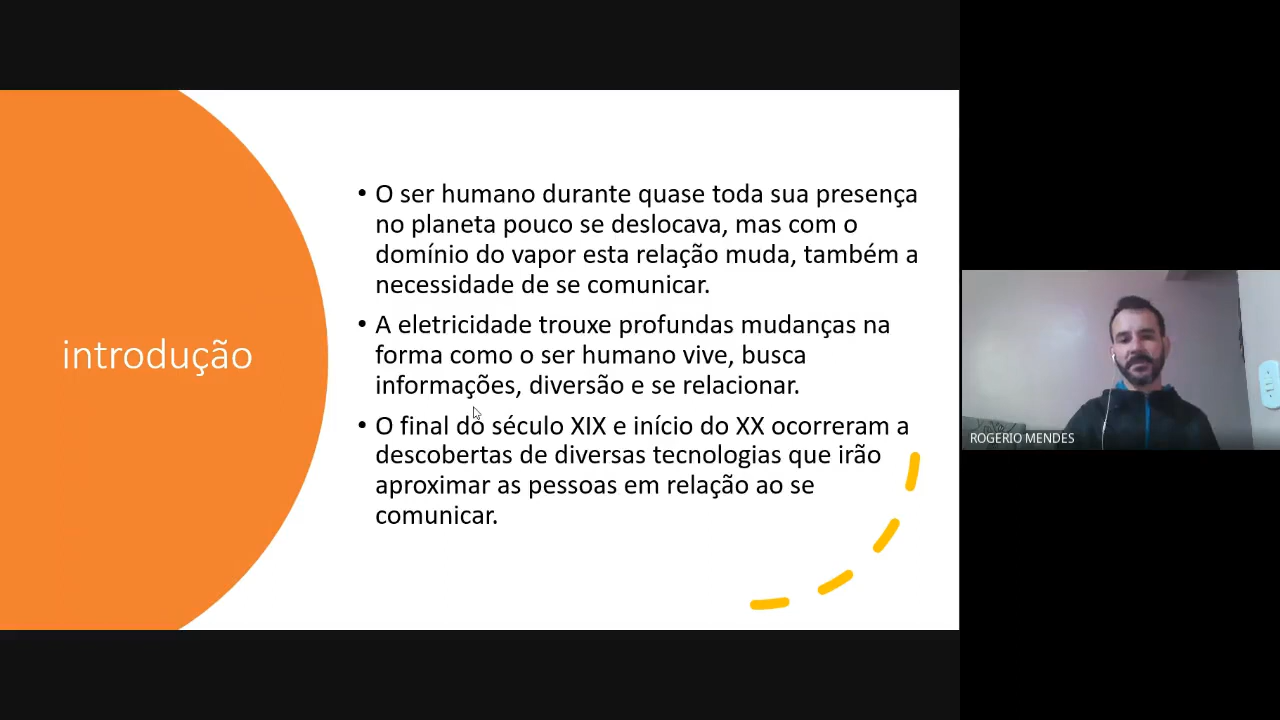 introdução
• O ser humano durante quase toda sua presença
no planeta pouco se deslocava, mas com o
domínio do vapor esta relação muda, também a
necessidade de se comunicar.
• A eletricidade trouxe profundas mudanças na
forma como o ser humano vive, busca
informações, diversão e se relacionar.
• O final do século XIX e início do XX ocorreram a
descobertas de diversas tecnologias que irão
aproximar as pessoas em relação ao se
comunicar.
ROGERIO MENDES